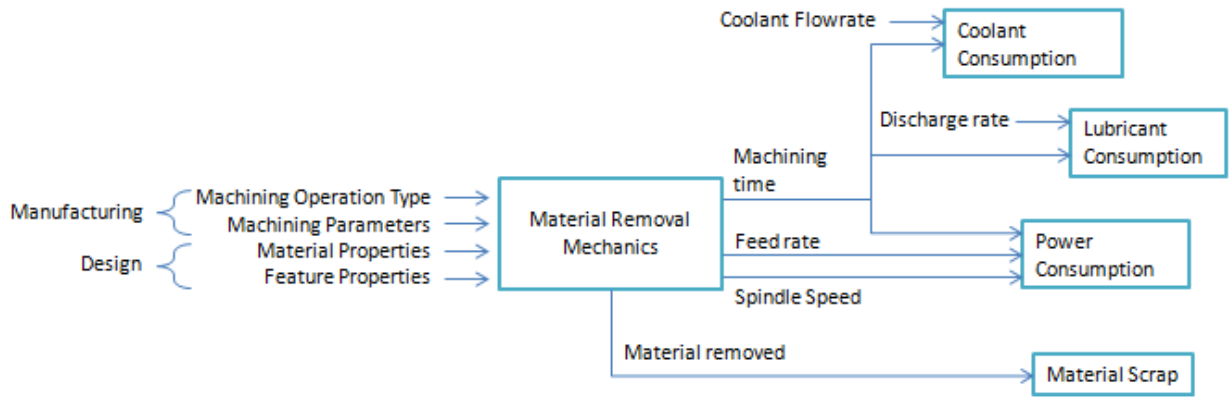 Manufacturing
Design
Machining Operation Type
Machining Parameters
Material Properties
Feature Properties
Material Removal
Mechanics
Machining
time
Feed rate
Spindle Speed
Material removed
Coolant Flowrate
Coolant
Consumption
Discharge rate
Lubricant
Consumption
Power
Consumption
Material Scrap